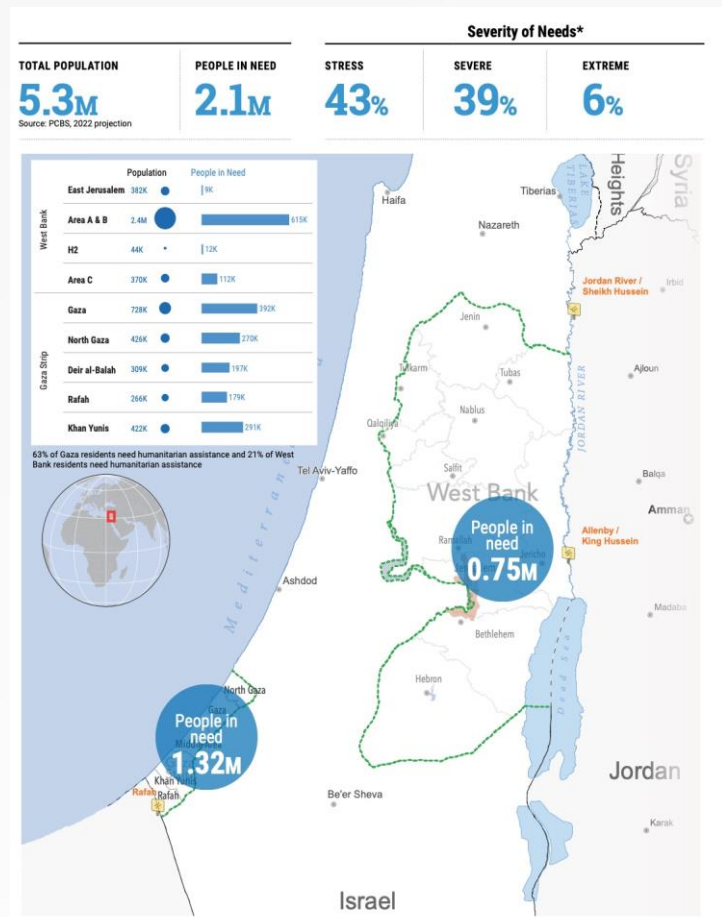 Severity of Needs*
TOTAL POPULATION
PEOPLE IN NEED
STRESS
SEVERE
EXTREME
5.3M
2.1M
43%
39%
6%
Source: PCBS, 2022 projection
Population
People in Need
West Bank
East Jerusalem 382K 9K
Area A & B 2.4M 615K
H2 44K 12K
Area C 370K 112K
Gaza Strip
Gaza 728K 392K
North Gaza 426K 270K
Deir al-Balah 309K 197K
Rafah 266K 179K
Khan Yunis 422K 291K
63% of Gaza residents need humanitarian assistance and 21% of West
Bank residents need humanitarian assistance
Haifa
LAKE
TIBERIAS
Heights
Syria
Tiberias
Nazareth
Jordan River /
Sheikh Hussein
Irbid
Jenin
Tulkarm
Tubas
Ajloun
Nablus
Qalqiliya
JORDAN RIVER
Tel Aviv-Yaffo
Salfit
Balqa
West Bank
Amman
People in
need
0.75M
Ramallah
Jericho
Allenby /
King Hussein
Ashdod
Madaba
Bethlehem
Hebron
Dead Sea
North Gaza
Gaza
People in
need
1.32M
Khan Yunis
Rafah
Rafah
Jordan
Be'er Sheva
Karak
Israel